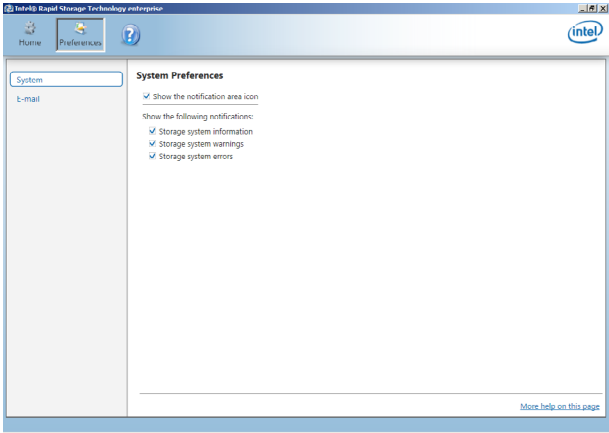 Intel® Rapid Storage Technology enterprise
Home
Preferences
?
intel
System
E-mail
System Preferences
Show the notification area icon
Show the following notifications:
Storage system information
Storage system warnings
Storage system errors
More help on this page